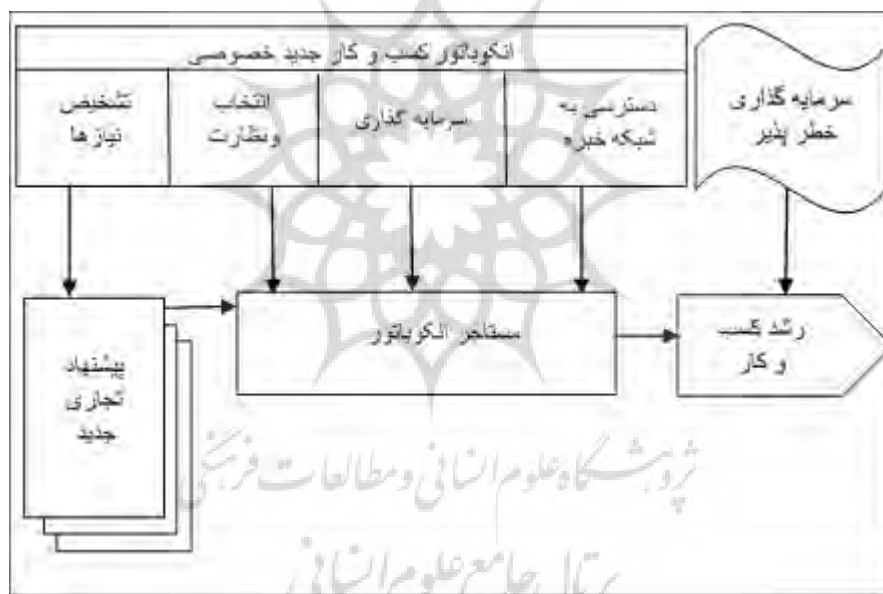 انکوباتور کسب و کار جدید خصوصی
سرمایه گذاری
خطر پذیر
دسترسی به
شبکه خبره
سرمایه گذاری
انتخاب
ونظارت
تشخیص
نیازها
پیشنهاد
تجاری
جدید
مستاجر انکوباتور
رشد کسب
و کار
پژوهشگاه علوم انسانی و مطالعات فرهنگی
پرتال جامع علوم انسانی